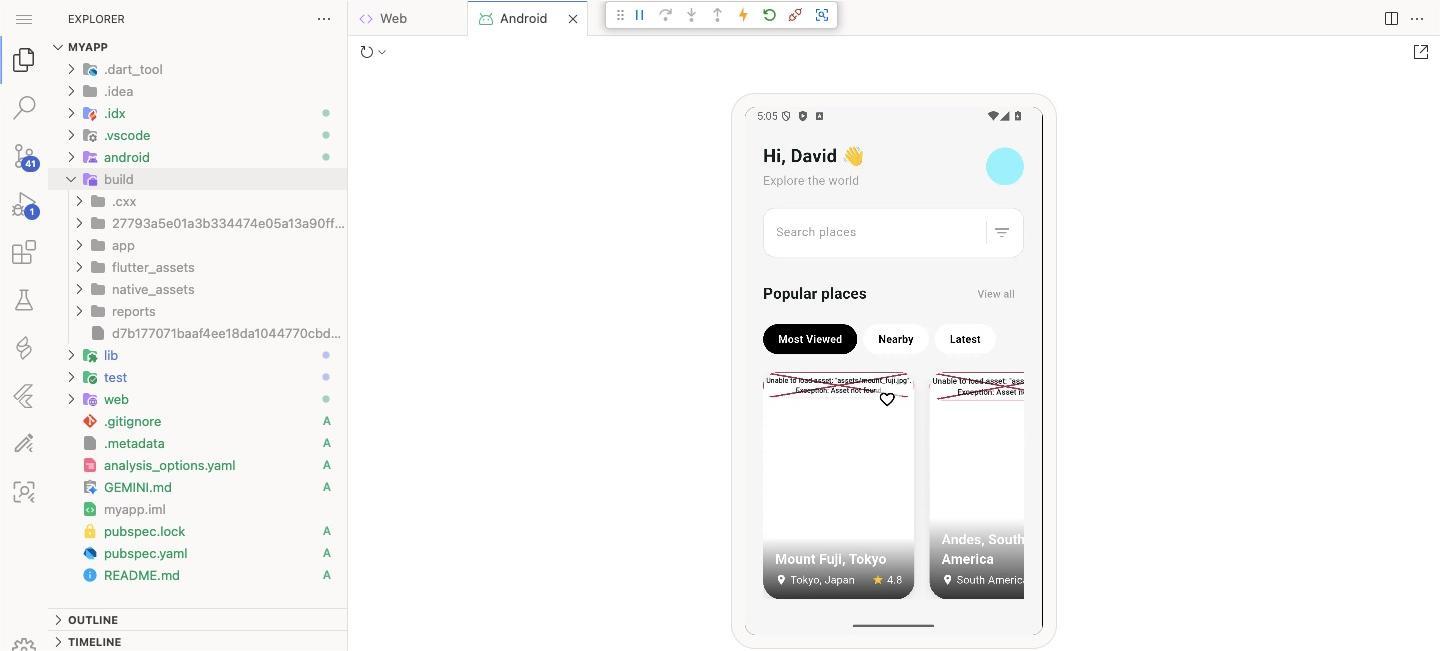 EXPLORER
Web
Android
MYAPP
.dart_tool
.idea
.idx
.vscode
android
41
build
.cxx
1
27793a5e01a3b334474e05a13a90ff...
app
flutter_assets
native_assets
reports
d7b177071baaf4ee18da1044770cbd...
lib
test
web
.gitignore A
.metadata A
analysis_options.yaml A
GEMINI.md A
myapp.iml
pubspec.lock A
pubspec.yaml A
README.md A
OUTLINE
TIMELINE
5:05
Hi, David 👋
Explore the world
Search places
Popular places
View all
Most Viewed
Nearby
Latest
Unable to load asset: "assets/mount_fuji.jpg".
Exception: Asset not found.
Unable to load asset: "ass
Exception: Asset n
Mount Fuji, Tokyo
Tokyo, Japan
4.8
Andes, South
America
South America